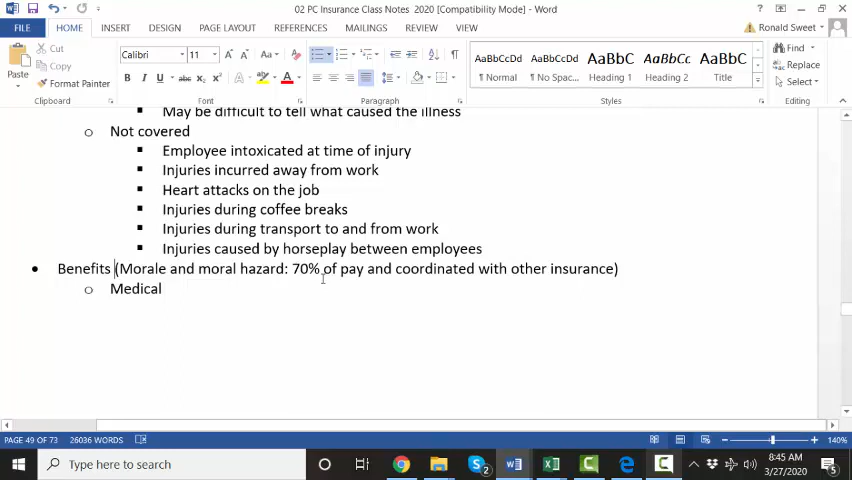 02 PC Insurance Class Notes 2020 [Compatibility Mode] - Word
FILE HOME INSERT DESIGN PAGE LAYOUT REFERENCES MAILINGS REVIEW VIEW Ronald Sweet
Paste
Cut
Copy
Format Painter
Clipboard
Calibri 11
Font
Paragraph
AaBbCcDc AaBbCcDc AaBbC AaBbCc AaBbC
¶ Normal ¶ No Spac... Heading 1 Heading 2 Title
Styles
Find
Replace
Select
Editing
May be difficult to tell what caused the illness
o Not covered
▪ Employee intoxicated at time of injury
▪ Injuries incurred away from work
▪ Heart attacks on the job
▪ Injuries during coffee breaks
▪ Injuries during transport to and from work
▪ Injuries caused by horseplay between employees
• Benefits (Morale and moral hazard: 70% of pay and coordinated with other insurance)
o Medical
PAGE 49 OF 73 26036 WORDS 140%
Type here to search
8:45 AM
3/27/2020